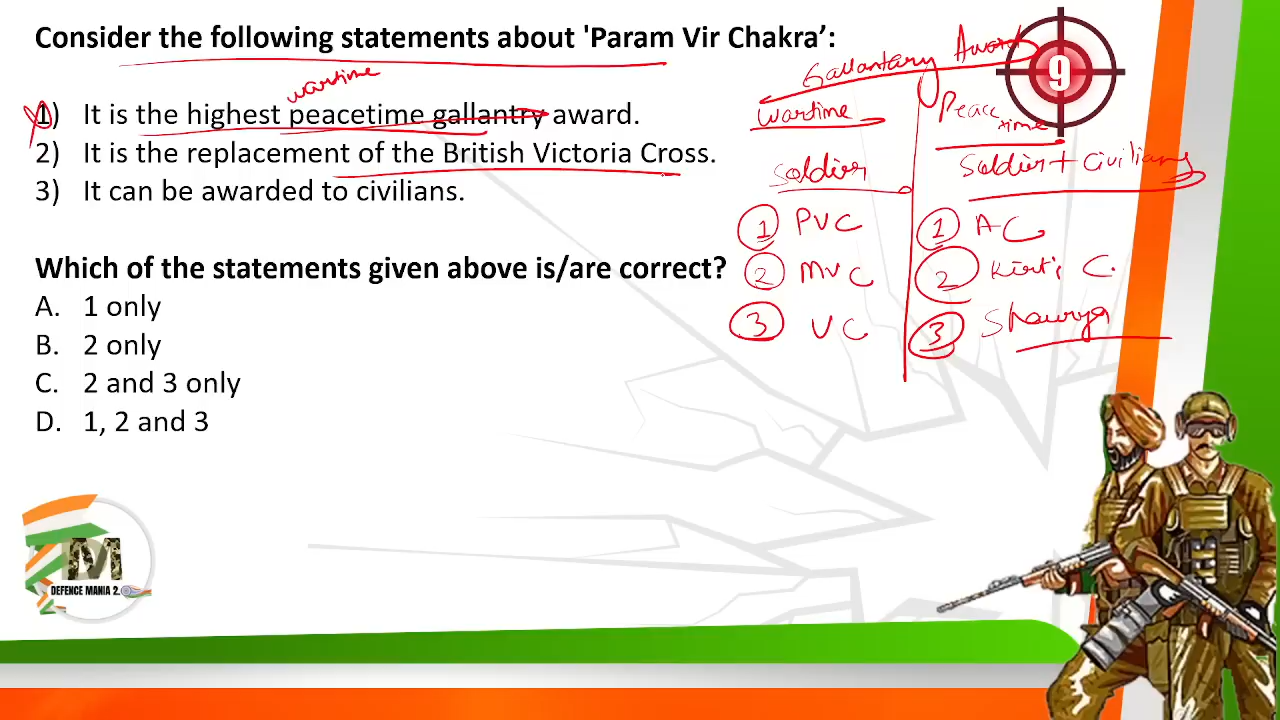 Consider the following statements about 'Param Vir Chakra’:
wartime
1) It is the highest peacetime gallantry award.
2) It is the replacement of the British Victoria Cross.
3) It can be awarded to civilians.
Which of the statements given above is/are correct?
A. 1 only
B. 2 only
C. 2 and 3 only
D. 1, 2 and 3
Gallantary Award
9
wartime
Peace time
Soldier
Soldier + Civilians
1 PVC
1 AC
2 MVC
2 Kirti C.
3 VC
3 Shaurya
M
DEFENCE MANIA 2.